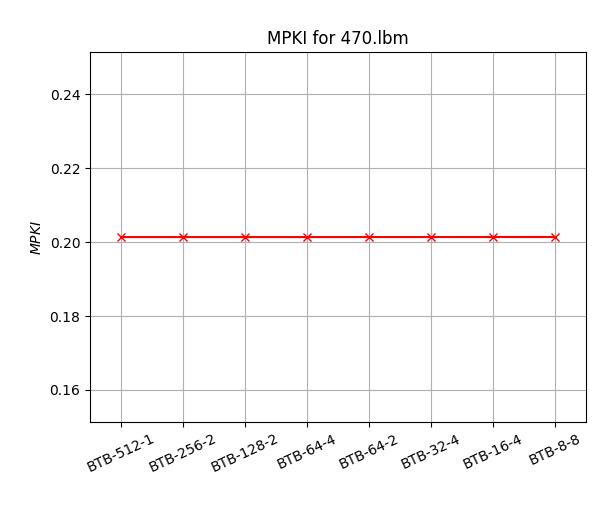 MPKI for 470.lbm
MPKI
0.24
0.22
0.20
0.18
0.16
BTB-512-1
BTB-256-2
BTB-128-2
BTB-64-4
BTB-64-2
BTB-32-4
BTB-16-4
BTB-8-8